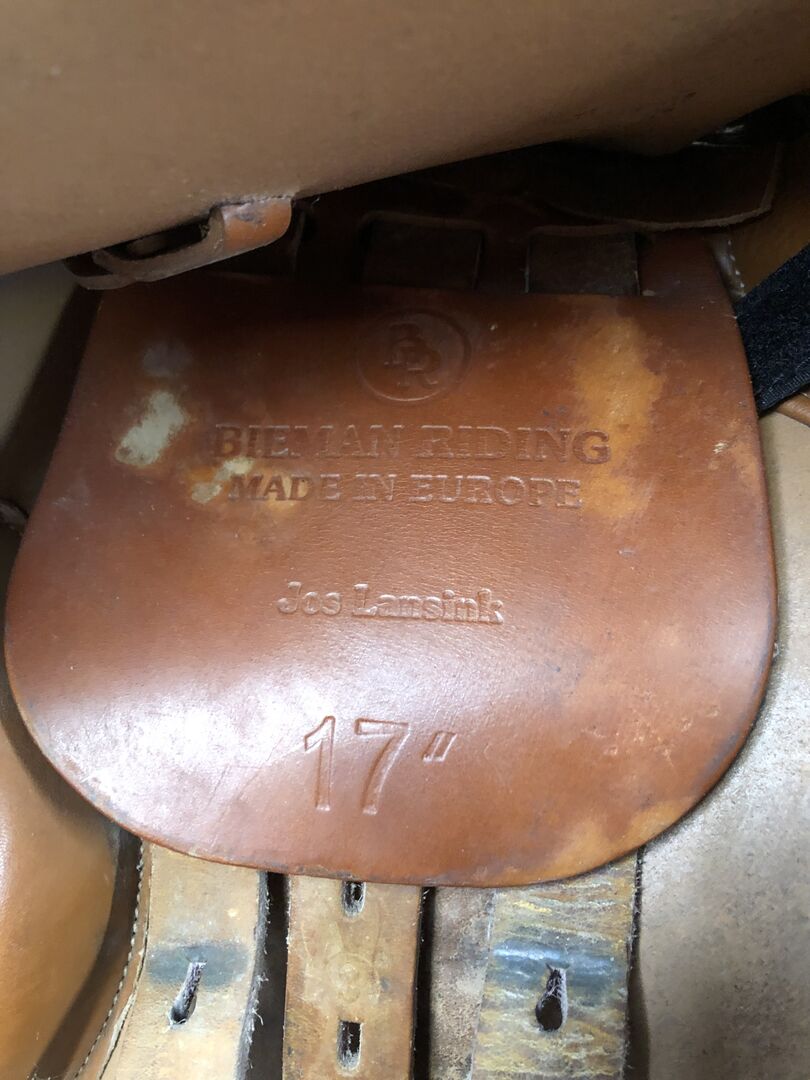 BR
BIEMAN RIDING
MADE IN EUROPE
Jos Lansink
17"